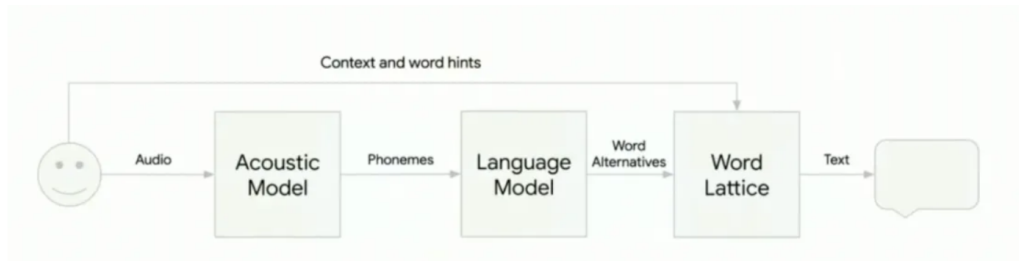 Context and word hints
Audio
Acoustic
Model
Phonemes
Language
Model
Word
Alternatives
Word
Lattice
Text